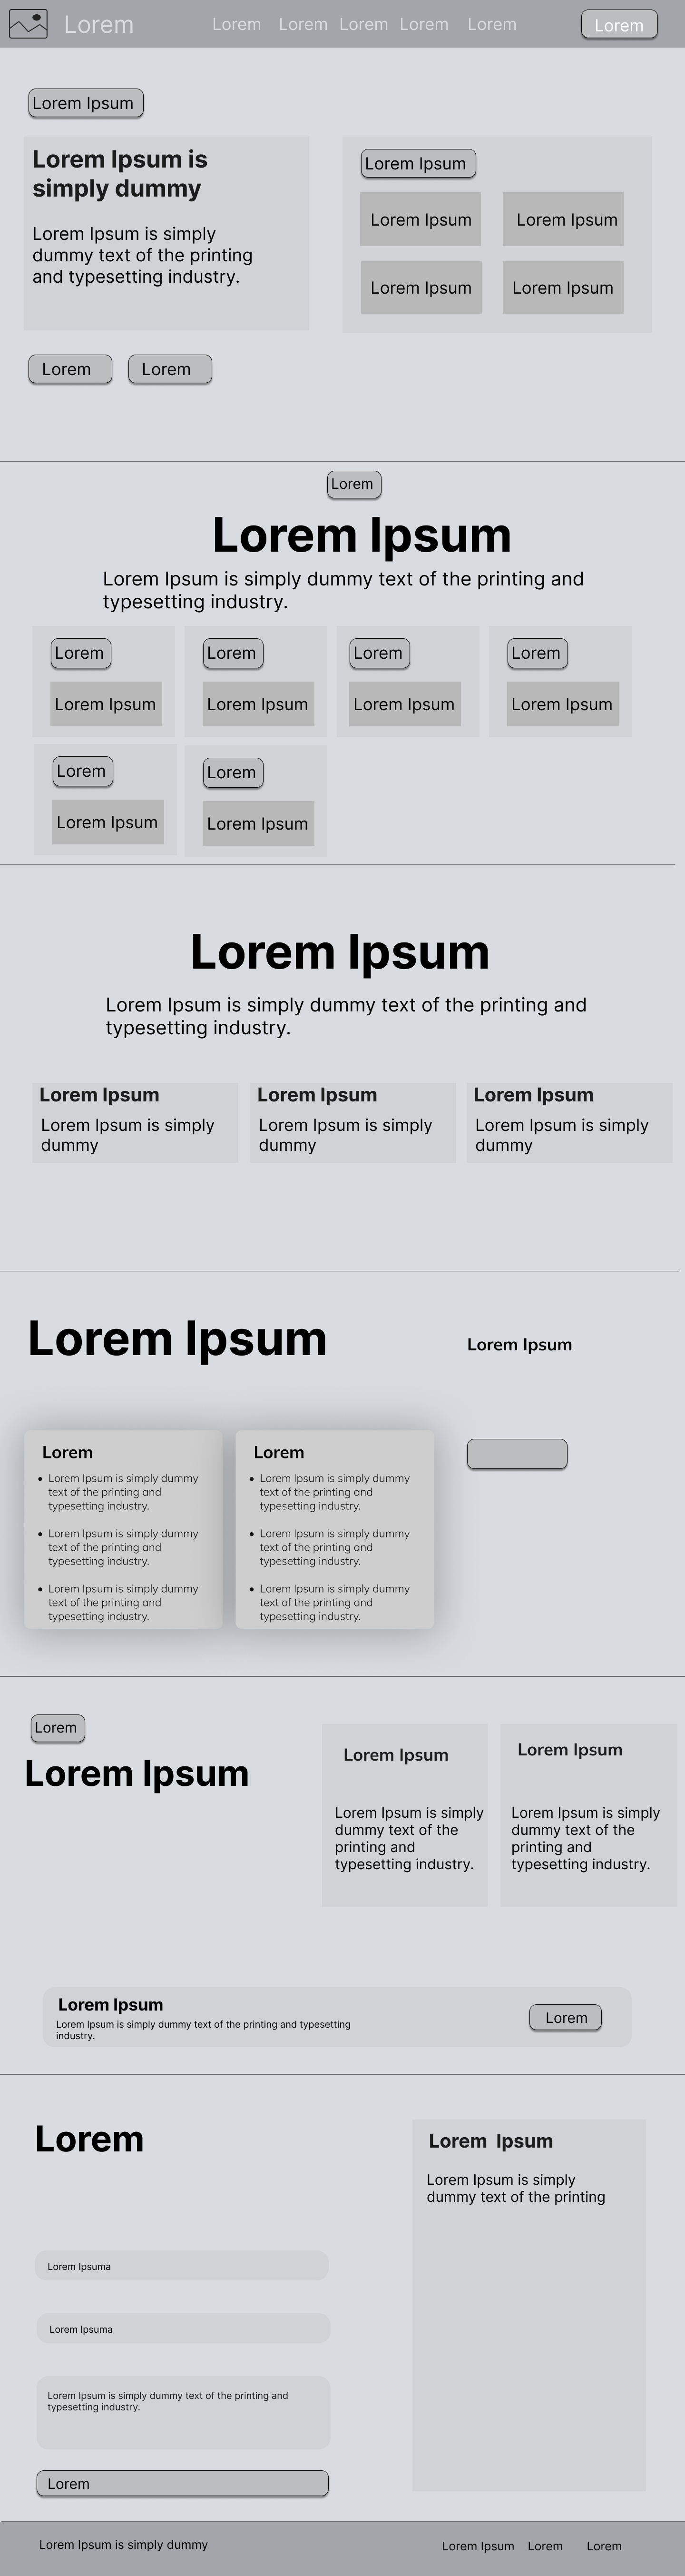 Lorem
Lorem Lorem Lorem Lorem Lorem
Lorem
Lorem Ipsum
Lorem Ipsum is
simply dummy
Lorem Ipsum is simply
dummy text of the printing
and typesetting industry.
Lorem Ipsum
Lorem Ipsum
Lorem Ipsum
Lorem Ipsum
Lorem Ipsum
Lorem
Lorem
Lorem
Lorem Ipsum
Lorem Ipsum is simply dummy text of the printing and
typesetting industry.
Lorem
Lorem Ipsum
Lorem
Lorem Ipsum
Lorem
Lorem Ipsum
Lorem
Lorem Ipsum
Lorem
Lorem Ipsum
Lorem
Lorem Ipsum
Lorem Ipsum
Lorem Ipsum is simply dummy text of the printing and
typesetting industry.
Lorem Ipsum
Lorem Ipsum is simply
dummy
Lorem Ipsum
Lorem Ipsum is simply
dummy
Lorem Ipsum
Lorem Ipsum is simply
dummy
Lorem Ipsum
Lorem Ipsum
Lorem
• Lorem Ipsum is simply dummy
text of the printing and
typesetting industry.
• Lorem Ipsum is simply dummy
text of the printing and
typesetting industry.
• Lorem Ipsum is simply dummy
text of the printing and
typesetting industry.
Lorem
• Lorem Ipsum is simply dummy
text of the printing and
typesetting industry.
• Lorem Ipsum is simply dummy
text of the printing and
typesetting industry.
• Lorem Ipsum is simply dummy
text of the printing and
typesetting industry.
Lorem
Lorem Ipsum
Lorem Ipsum
Lorem Ipsum is simply
dummy text of the
printing and
typesetting industry.
Lorem Ipsum
Lorem Ipsum is simply
dummy text of the
printing and
typesetting industry.
Lorem Ipsum
Lorem Ipsum is simply dummy text of the printing and typesetting
industry.
Lorem
Lorem
Lorem Ipsuma
Lorem Ipsuma
Lorem Ipsum is simply dummy text of the printing and
typesetting industry.
Lorem
Lorem Ipsum
Lorem Ipsum is simply
dummy text of the printing
Lorem Ipsum is simply dummy
Lorem Ipsum Lorem Lorem